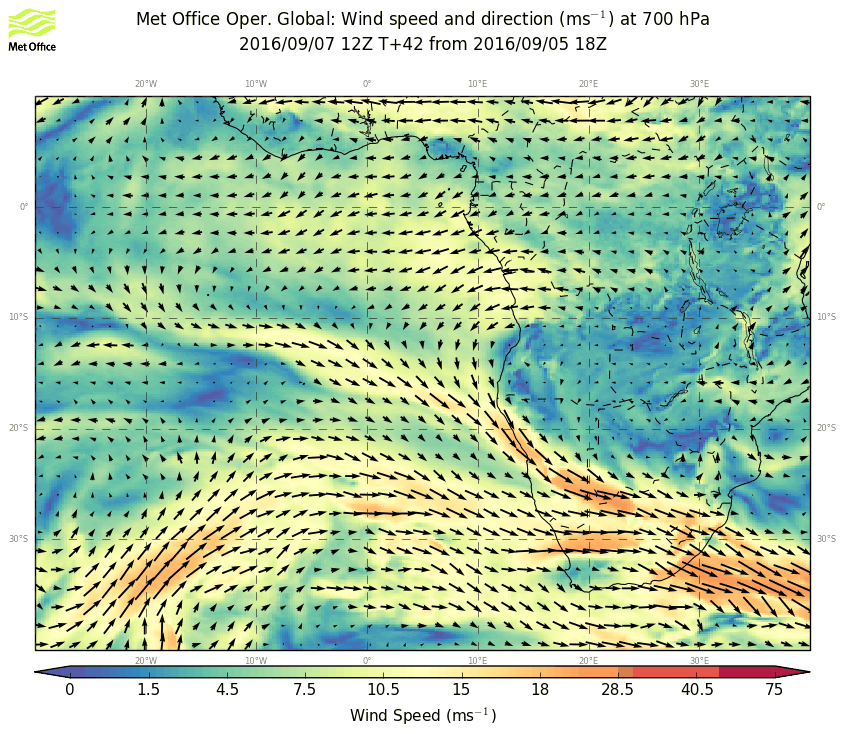 Met Office
Met Office Oper. Global: Wind speed and direction (ms⁻¹) at 700 hPa
2016/09/07 12Z T+42 from 2016/09/05 18Z
20°W 10°W 0° 10°E 20°E 30°E
0° 0°
10°S 10°S
20°S 20°S
30°S 30°S
20°W 10°W 0° 10°E 20°E 30°E
0 1.5 4.5 7.5 10.5 15 18 28.5 40.5 75
Wind Speed (ms⁻¹)